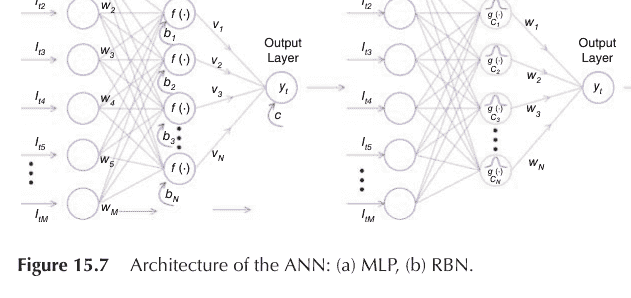 I_t2 w_2 f (·) v_1
b_1
I_t3 w_3 f (·) v_2 Output
Layer
b_2
I_t4 w_4 f (·) v_3 y_t
b_3 c
I_t5 w_5 f (·) v_N
b_N
I_tM w_M
I_t2 g (·) w_1
C_1
I_t3 g (·) w_2 Output
C_2 Layer
I_t4 g (·) w_3 y_t
C_3
I_t5 g (·) w_N
C_N
I_tM
Figure 15.7 Architecture of the ANN: (a) MLP, (b) RBN.